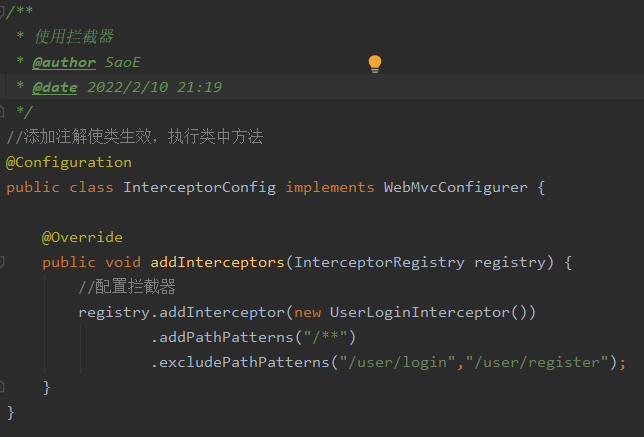 /**
 * 使用拦截器
 * @author SaoE
 * @date 2022/2/10 21:19
 */
//添加注解使类生效，执行类中方法
@Configuration
public class InterceptorConfig implements WebMvcConfigurer {
    @Override
    public void addInterceptors(InterceptorRegistry registry) {
        //配置拦截器
        registry.addInterceptor(new UserLoginInterceptor())
                .addPathPatterns("/**")
                .excludePathPatterns("/user/login","/user/register");
    }
}